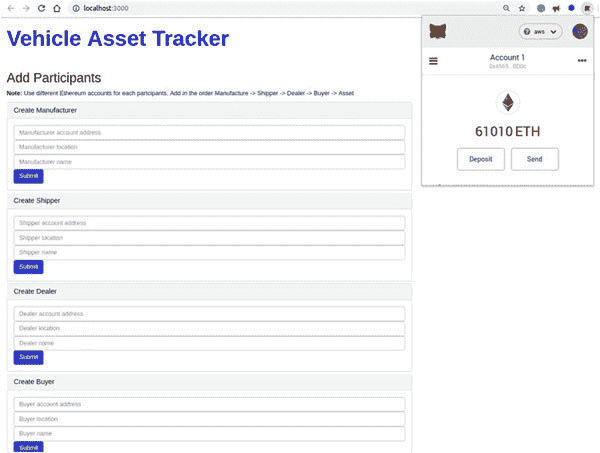 localhost:3000
Vehicle Asset Tracker
Add Participants
Note: Use different Ethereum accounts for each participants. Add in the order Manufacture -> Shipper -> Dealer -> Buyer -> Asset
Create Manufacturer
Manufacturer account address
Manufacturer location
Manufacturer name
Submit
Create Shipper
Shipper account address
Shipper location
Shipper name
Submit
Create Dealer
Dealer account address
Dealer location
Dealer name
Submit
Create Buyer
Buyer account address
Buyer location
Buyer name
Submit
aws
Account 1
61010 ETH
Deposit
Send